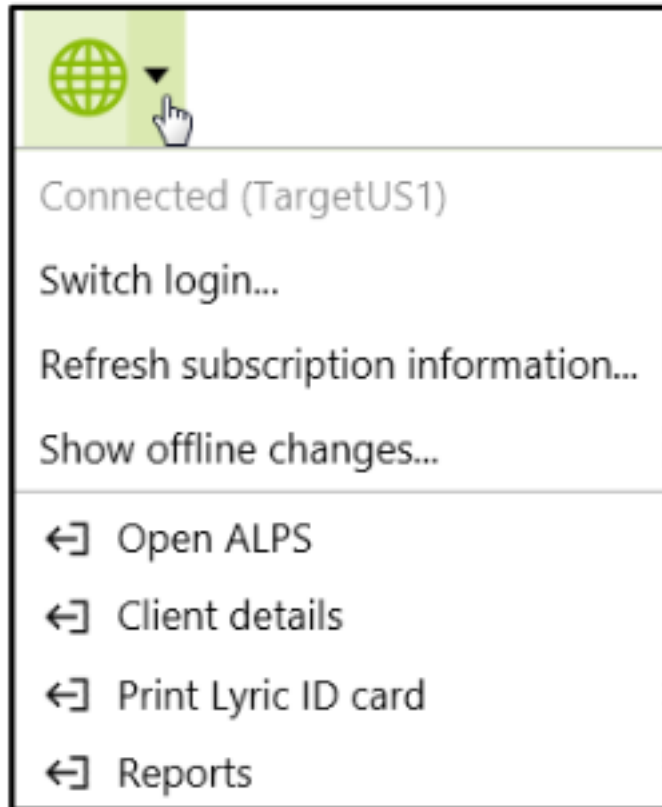 Connected (TargetUS1)
Switch login...
Refresh subscription information...
Show offline changes...
Open ALPS
Client details
Print Lyric ID card
Reports